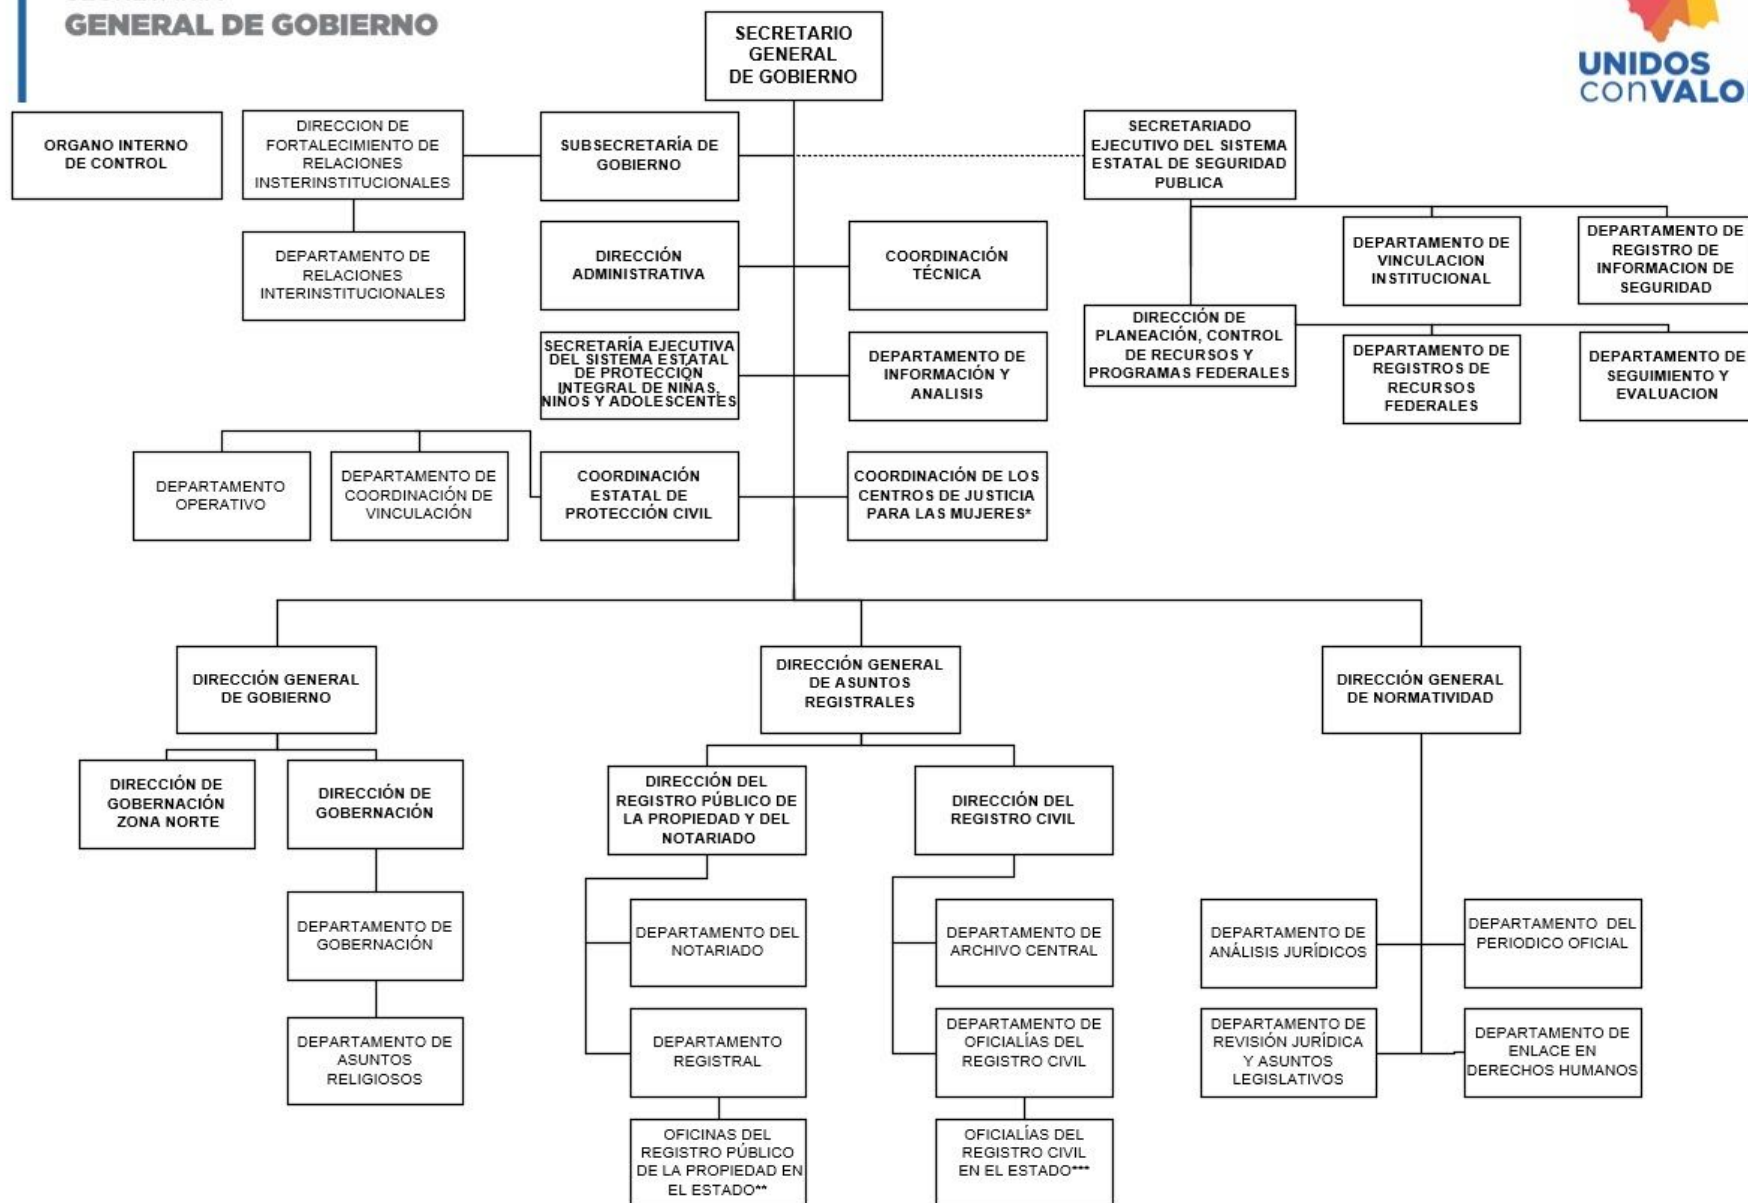 GENERAL DE GOBIERNO
SECRETARIO
GENERAL
DE GOBIERNO
UNIDOS
conVALO
ORGANO INTERNO
DE CONTROL
DIRECCION DE
FORTALECIMIENTO DE
RELACIONES
INSTERINSTITUCIONALES
SUBSECRETARÍA DE
GOBIERNO
SECRETARIADO
EJECUTIVO DEL SISTEMA
ESTATAL DE SEGURIDAD
PUBLICA
DEPARTAMENTO DE
RELACIONES
INTERINSTITUCIONALES
DIRECCIÓN
ADMINISTRATIVA
COORDINACIÓN
TÉCNICA
DEPARTAMENTO DE
VINCULACION
INSTITUCIONAL
DEPARTAMENTO DE
REGISTRO DE
INFORMACION DE
SEGURIDAD
SECRETARÍA EJECUTIVA
DEL SISTEMA ESTATAL
DE PROTECCIÓN
INTEGRAL DE NIÑAS,
NIÑOS Y ADOLESCENTES
DEPARTAMENTO DE
INFORMACIÓN Y
ANALISIS
DIRECCIÓN DE
PLANEACIÓN, CONTROL
DE RECURSOS Y
PROGRAMAS FEDERALES
DEPARTAMENTO DE
REGISTROS DE
RECURSOS
FEDERALES
DEPARTAMENTO DE
SEGUIMIENTO Y
EVALUACION
DEPARTAMENTO
OPERATIVO
DEPARTAMENTO DE
COORDINACIÓN DE
VINCULACIÓN
COORDINACIÓN
ESTATAL DE
PROTECCIÓN CIVIL
COORDINACIÓN DE LOS
CENTROS DE JUSTICIA
PARA LAS MUJERES*
DIRECCIÓN GENERAL
DE GOBIERNO
DIRECCIÓN GENERAL
DE ASUNTOS
REGISTRALES
DIRECCIÓN GENERAL
DE NORMATIVIDAD
DIRECCIÓN DE
GOBERNACIÓN
ZONA NORTE
DIRECCIÓN DE
GOBERNACIÓN
DIRECCIÓN DEL
REGISTRO PÚBLICO DE
LA PROPIEDAD Y DEL
NOTARIADO
DIRECCIÓN DEL
REGISTRO CIVIL
DEPARTAMENTO DE
GOBERNACIÓN
DEPARTAMENTO DEL
NOTARIADO
DEPARTAMENTO DE
ARCHIVO CENTRAL
DEPARTAMENTO DE
ANÁLISIS JURÍDICOS
DEPARTAMENTO DEL
PERIODICO OFICIAL
DEPARTAMENTO DE
ASUNTOS
RELIGIOSOS
DEPARTAMENTO
REGISTRAL
DEPARTAMENTO DE
OFICIALÍAS DEL
REGISTRO CIVIL
DEPARTAMENTO DE
REVISIÓN JURÍDICA
Y ASUNTOS
LEGISLATIVOS
DEPARTAMENTO DE
ENLACE EN
DERECHOS HUMANOS
OFICINAS DEL
REGISTRO PÚBLICO
DE LA PROPIEDAD EN
EL ESTADO**
OFICIALÍAS DEL
REGISTRO CIVIL
EN EL ESTADO***